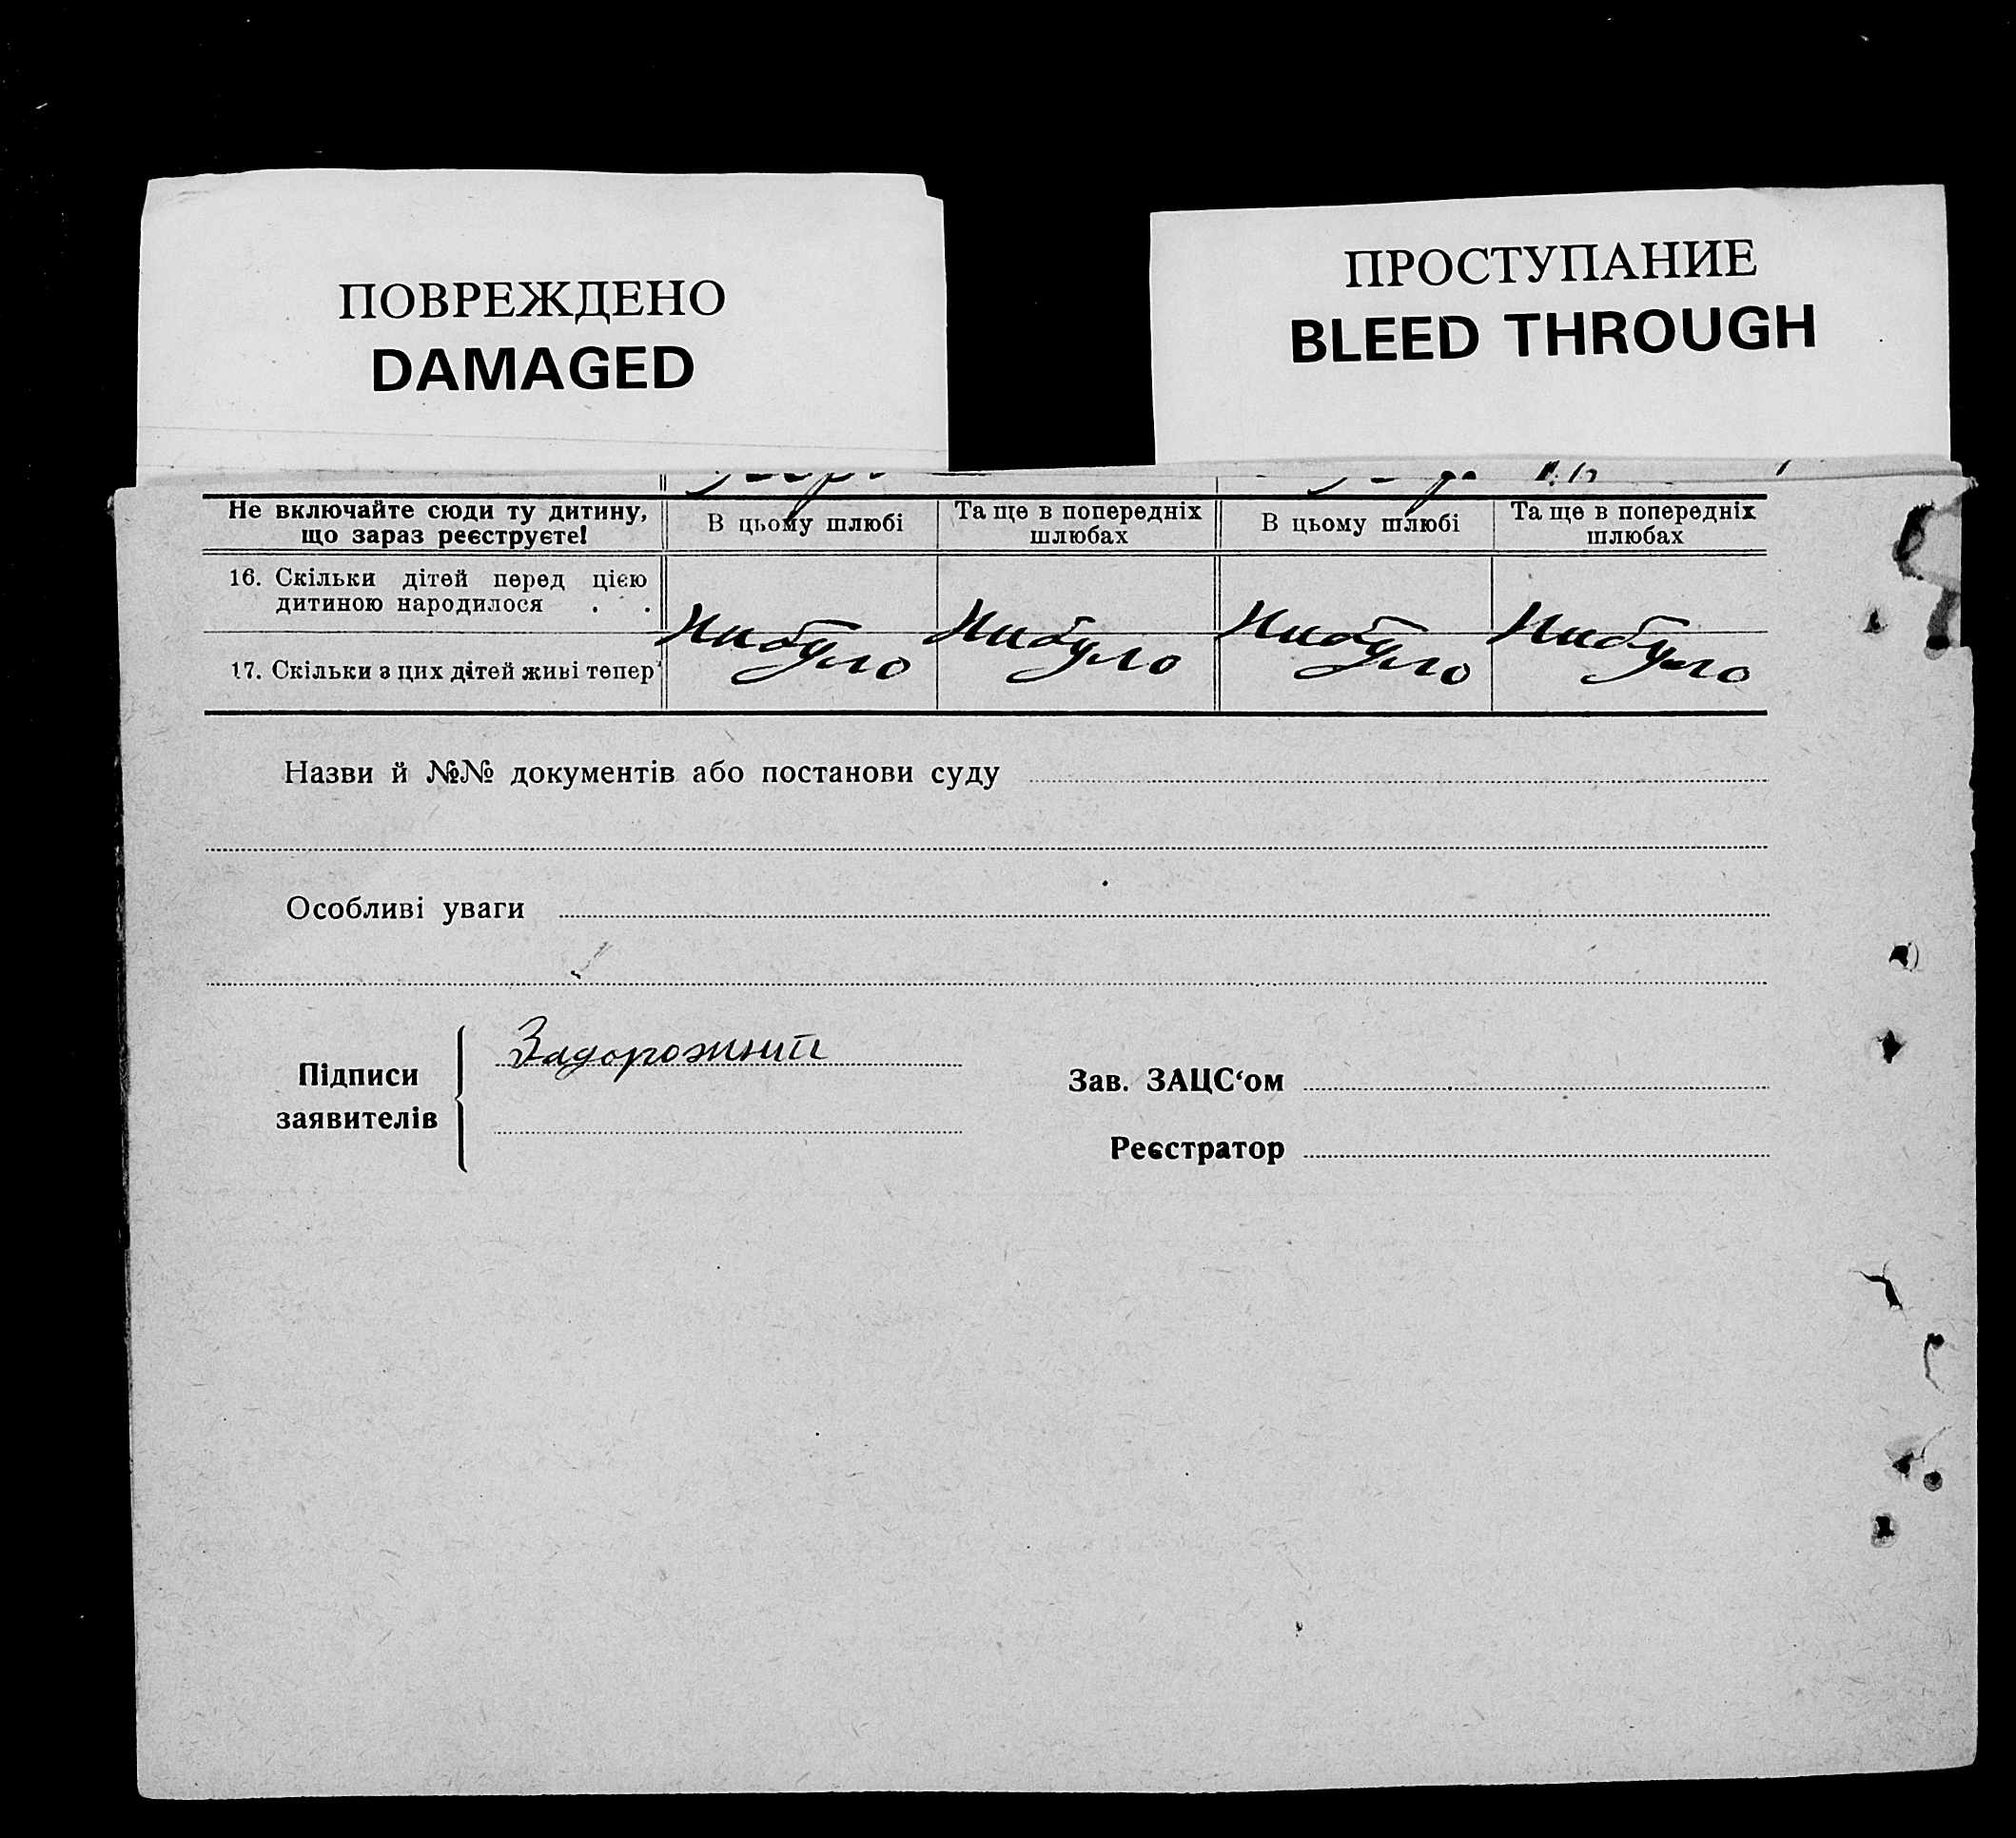 ПОВРЕЖДЕНО
DAMAGED
ПРОСТУПАНИЕ
BLEED THROUGH
Не включайте сюди ту дитину, що зараз реєструєте!
В цьому шлюбі
Та ще в попередніх шлюбах
В цьому шлюбі
Та ще в попередніх шлюбах
16. Скільки дітей перед цією
дитиною народилося . .
17. Скільки з цих дітей живі тепер
Нибуло Нибуло Нибуло Нибуло
Назви й №№ документів або постанови суду
Особливі уваги
Підписи
заявителів
Задорожний
Зав. ЗАЦС‘ом
Реєстратор